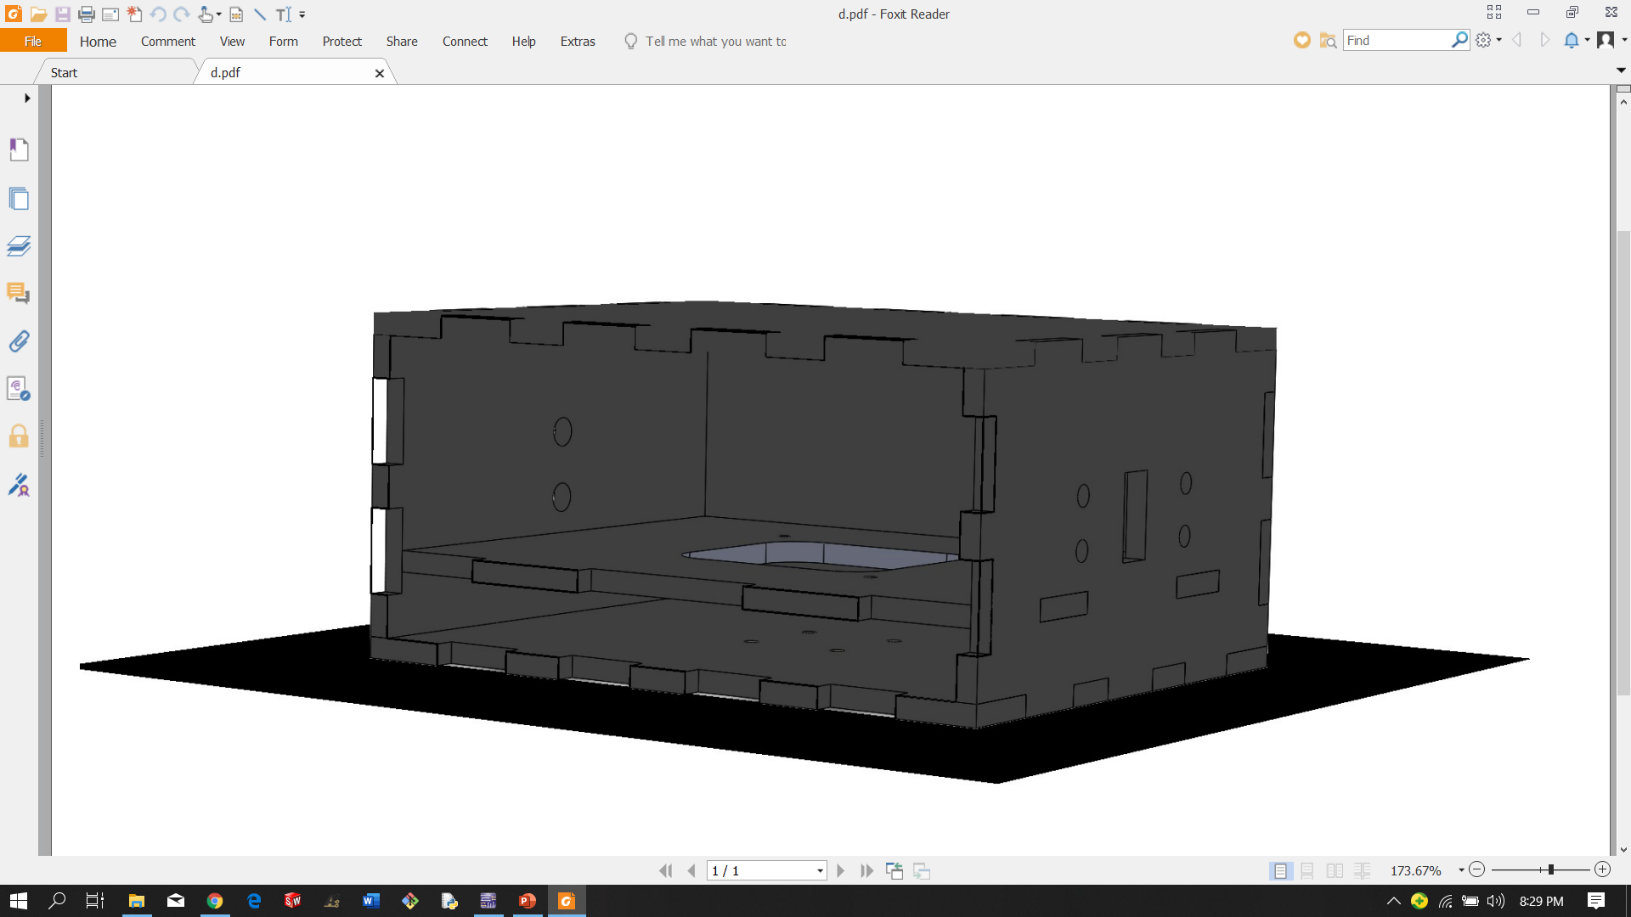 d.pdf - Foxit Reader
File Home Comment View Form Protect Share Connect Help Extras Tell me what you want to Find
Start d.pdf
1 / 1
173.67%
8:29 PM